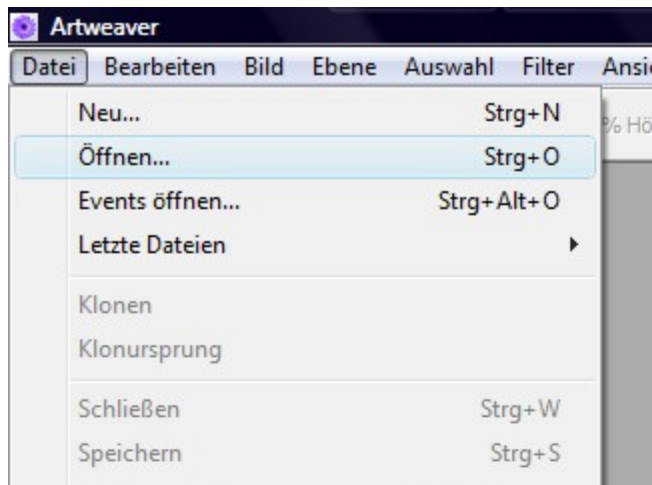 Artweaver
Datei Bearbeiten Bild Ebene Auswahl Filter
Neu... Strg+N
% Hö
Öffnen... Strg+O
Events öffnen... Strg+Alt+O
Letzte Dateien
Klonen
Klonursprung
Schließen Strg+W
Speichern Strg+S